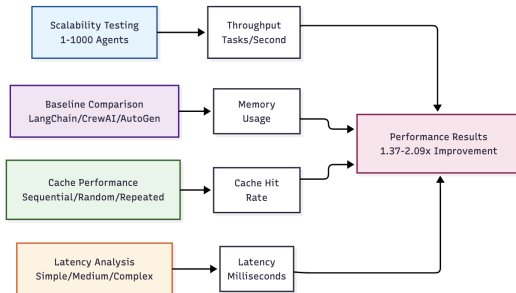 Scalability Testing
1-1000 Agents
Throughput
Tasks/Second
Baseline Comparison
LangChain/CrewAI/AutoGen
Memory
Usage
Performance Results
1.37-2.09x Improvement
Cache Performance
Sequential/Random/Repeated
Cache Hit
Rate
Latency Analysis
Simple/Medium/Complex
Latency
Milliseconds